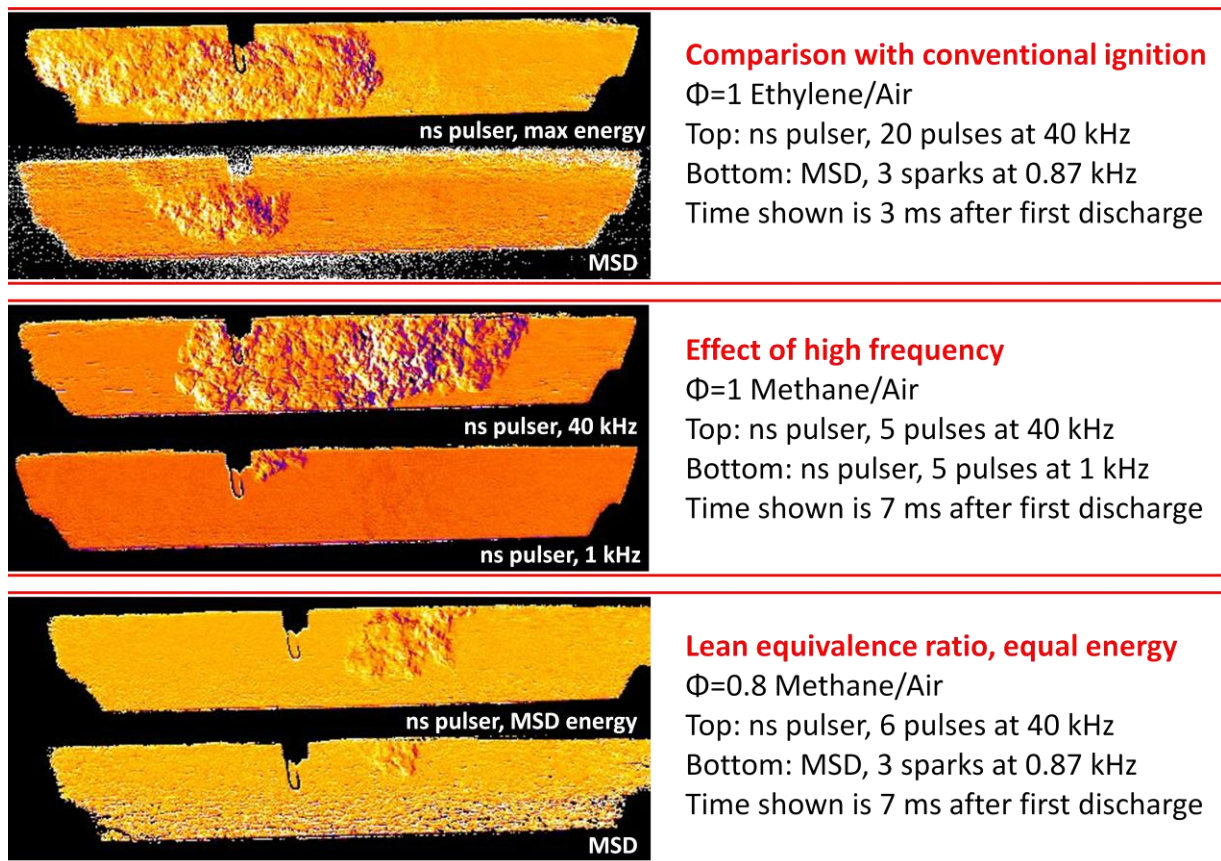 ns pulser, max energy
MSD
Comparison with conventional ignition
Φ=1 Ethylene/Air
Top: ns pulser, 20 pulses at 40 kHz
Bottom: MSD, 3 sparks at 0.87 kHz
Time shown is 3 ms after first discharge
ns pulser, 40 kHz
ns pulser, 1 kHz
Effect of high frequency
Φ=1 Methane/Air
Top: ns pulser, 5 pulses at 40 kHz
Bottom: ns pulser, 5 pulses at 1 kHz
Time shown is 7 ms after first discharge
ns pulser, MSD energy
MSD
Lean equivalence ratio, equal energy
Φ=0.8 Methane/Air
Top: ns pulser, 6 pulses at 40 kHz
Bottom: MSD, 3 sparks at 0.87 kHz
Time shown is 7 ms after first discharge